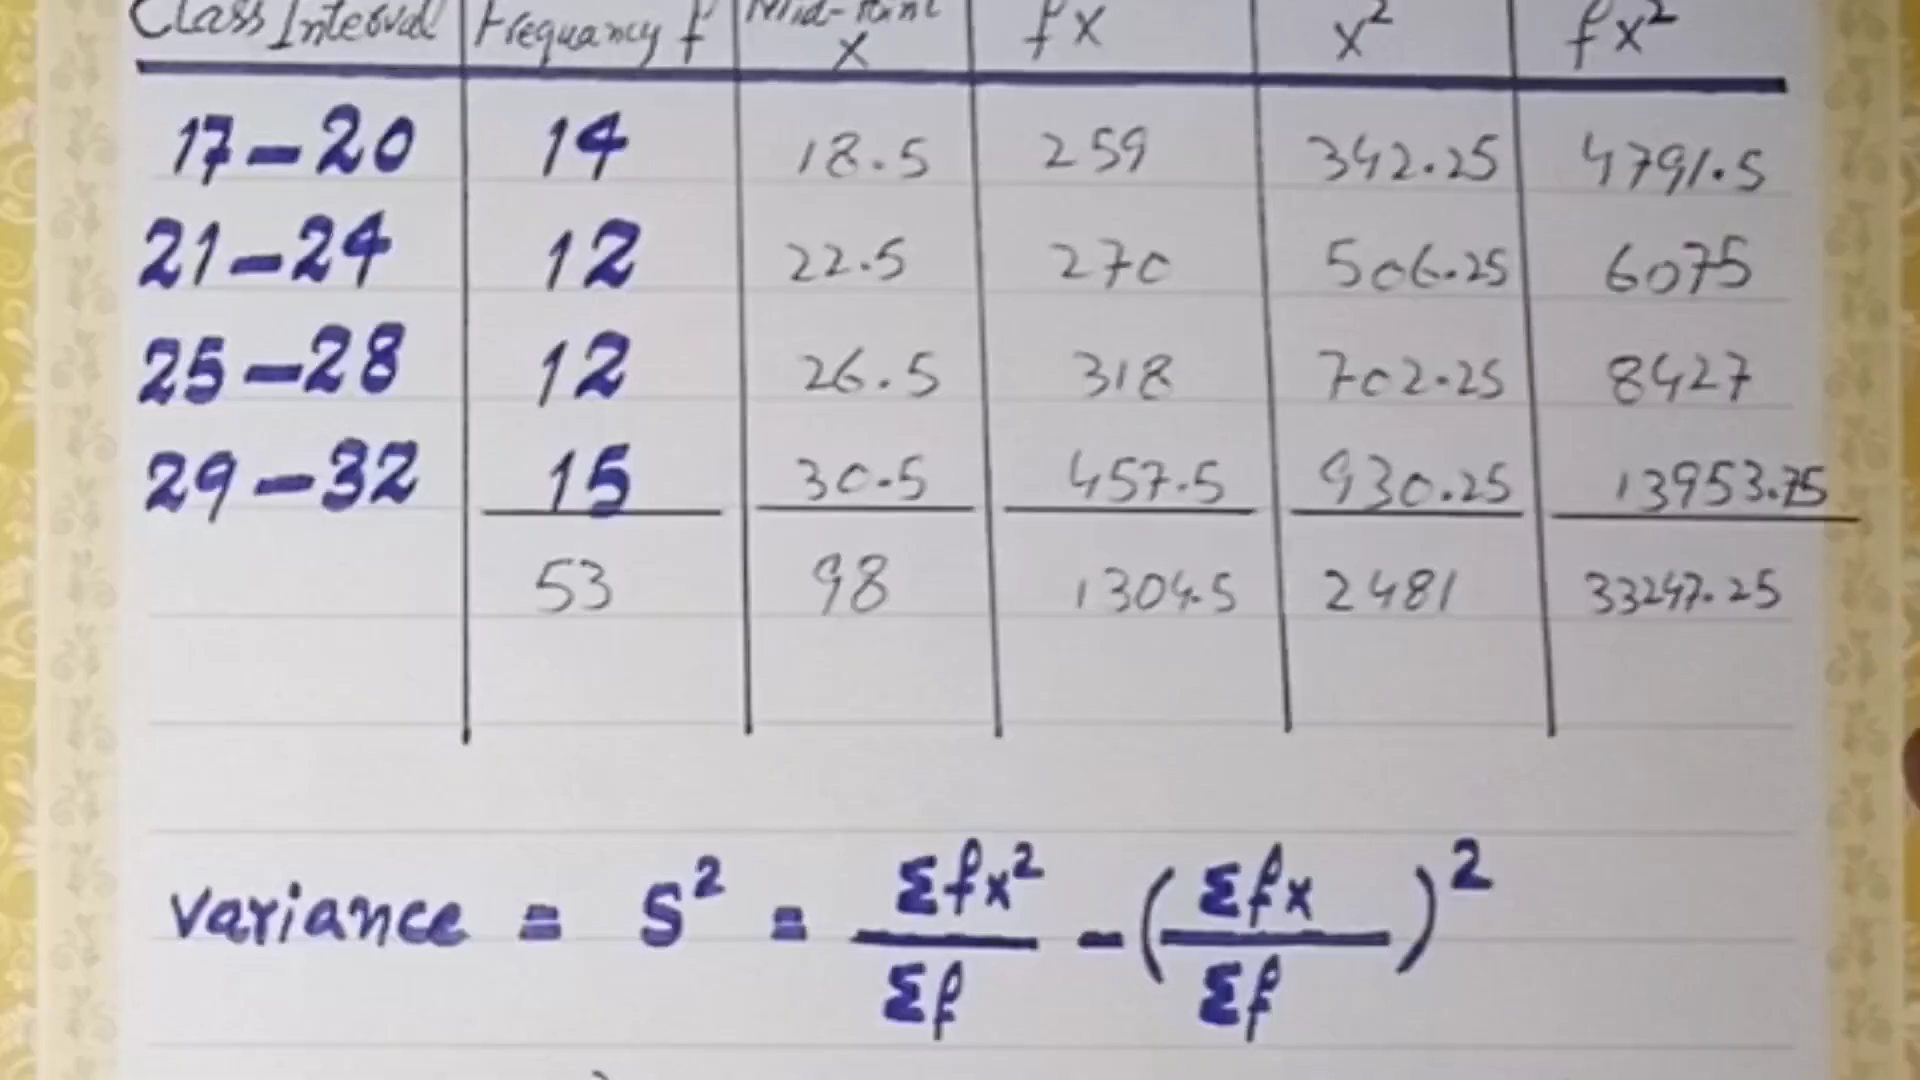 Class Interval Frequency f Mid-Point X fX X² fX²
17-20 14 18.5 259 342.25 4791.5
21-24 12 22.5 270 506.25 6075
25-28 12 26.5 318 702.25 8427
29-32 15 30.5 457.5 930.25 13953.75
53 98 1304.5 2481 33247.25
variance = S² = Σfx²/Σf - (Σfx/Σf)²